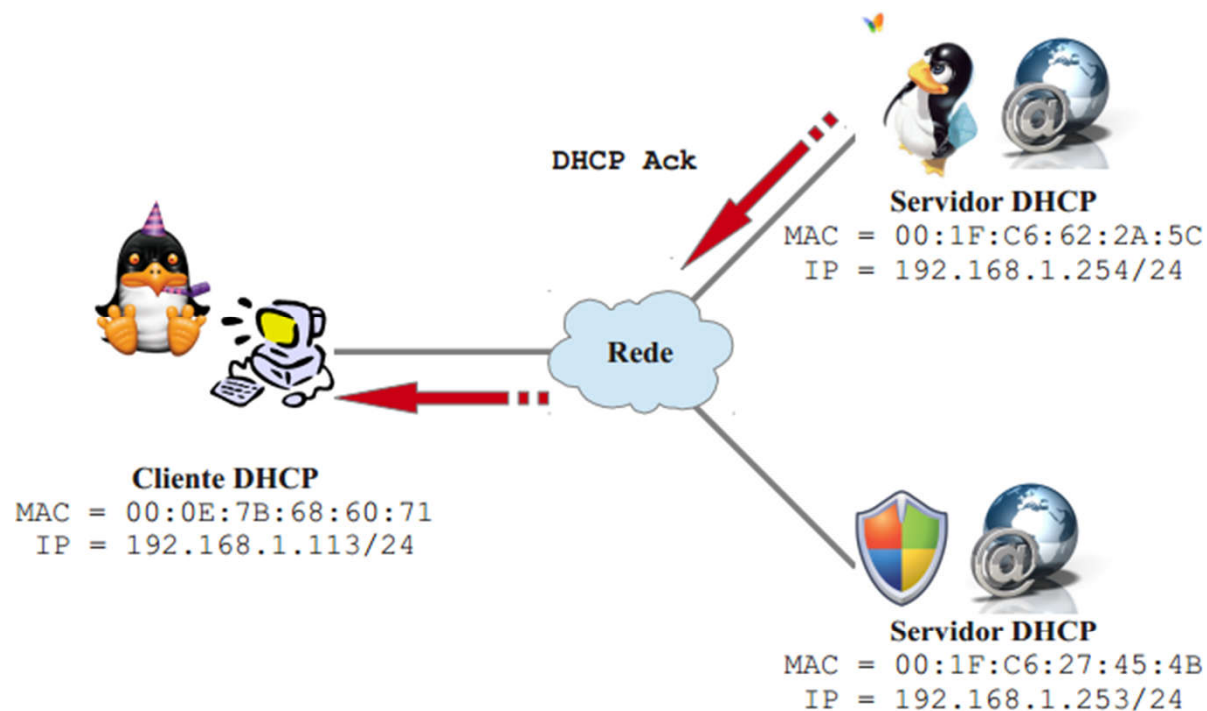 DHCP Ack
Servidor DHCP
MAC = 00:1F:C6:62:2A:5C
IP = 192.168.1.254/24
Rede
Cliente DHCP
MAC = 00:0E:7B:68:60:71
IP = 192.168.1.113/24
Servidor DHCP
MAC = 00:1F:C6:27:45:4B
IP = 192.168.1.253/24